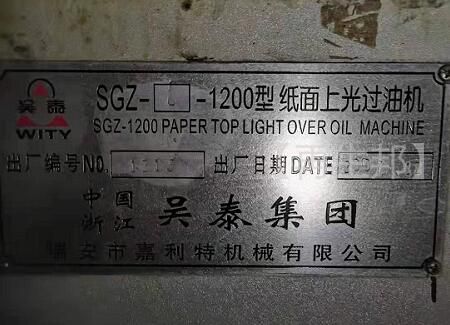 吴泰
WITY
SGZ-□-1200型 纸面上光过油机
SGZ-1200 PAPER TOP LIGHT OVER OIL MACHINE
出厂编号NO. 出厂日期DATE
中国
浙江 吴泰集团
瑞安市嘉利特机械有限公司